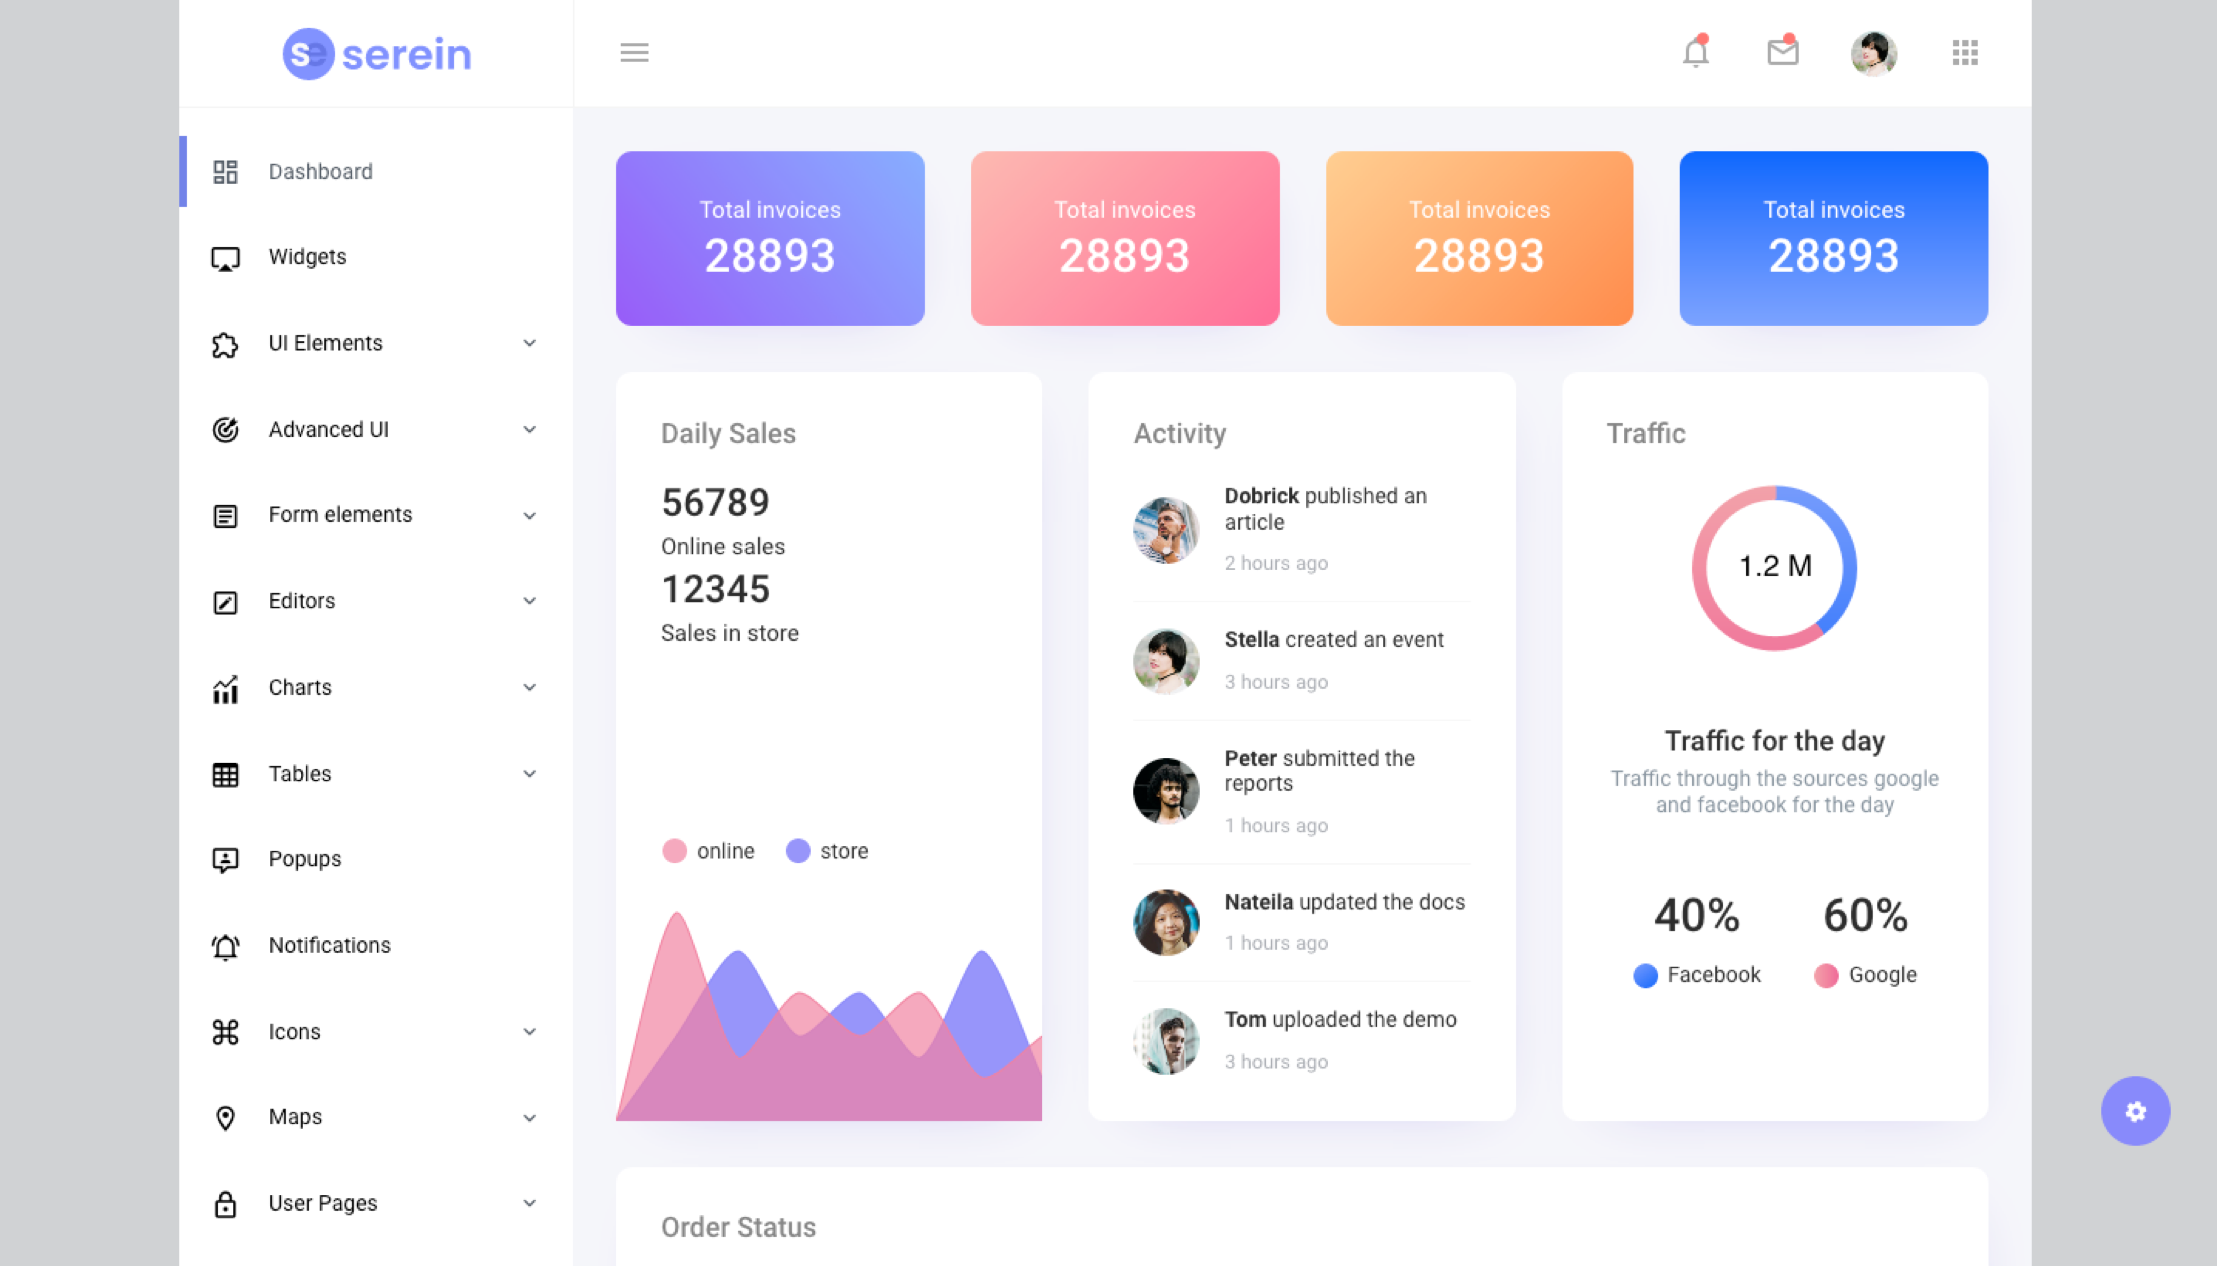 se serein
Dashboard
Widgets
UI Elements
Advanced UI
Form elements
Editors
Charts
Tables
Popups
Notifications
Icons
Maps
User Pages
Total invoices
28893
Total invoices
28893
Total invoices
28893
Total invoices
28893
Daily Sales
56789
Online sales
12345
Sales in store
online
store
Activity
Dobrick published an
article
2 hours ago
Stella created an event
3 hours ago
Peter submitted the
reports
1 hours ago
Nateila updated the docs
1 hours ago
Tom uploaded the demo
3 hours ago
Traffic
1.2 M
Traffic for the day
Traffic through the sources google
and facebook for the day
40%
Facebook
60%
Google
Order Status